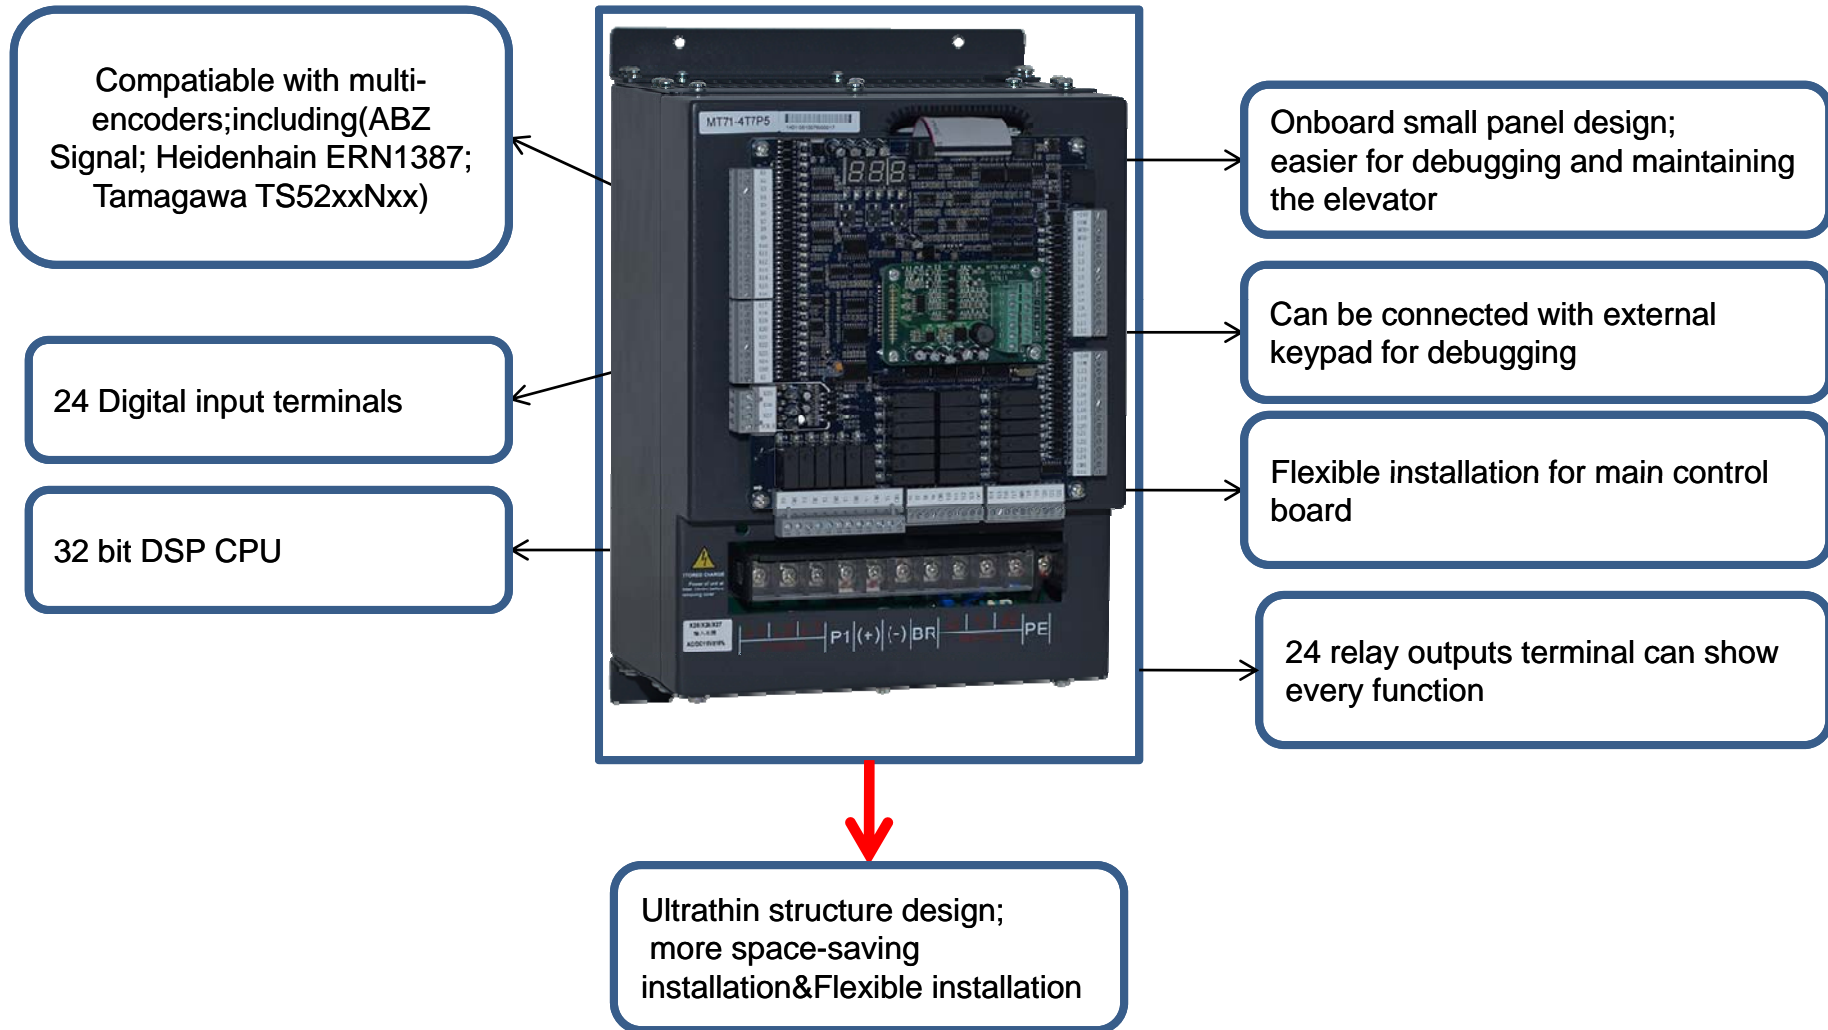 Compatiable with multi-
encoders;including(ABZ
Signal; Heidenhain ERN1387;
Tamagawa TS52xxNxx)
24 Digital input terminals
32 bit DSP CPU
MT71-4T7P5
STORED CHARGE
P1 (+) (-) BR PE
Onboard small panel design;
easier for debugging and maintaining
the elevator
Can be connected with external
keypad for debugging
Flexible installation for main control
board
24 relay outputs terminal can show
every function
Ultrathin structure design;
more space-saving
installation&Flexible installation